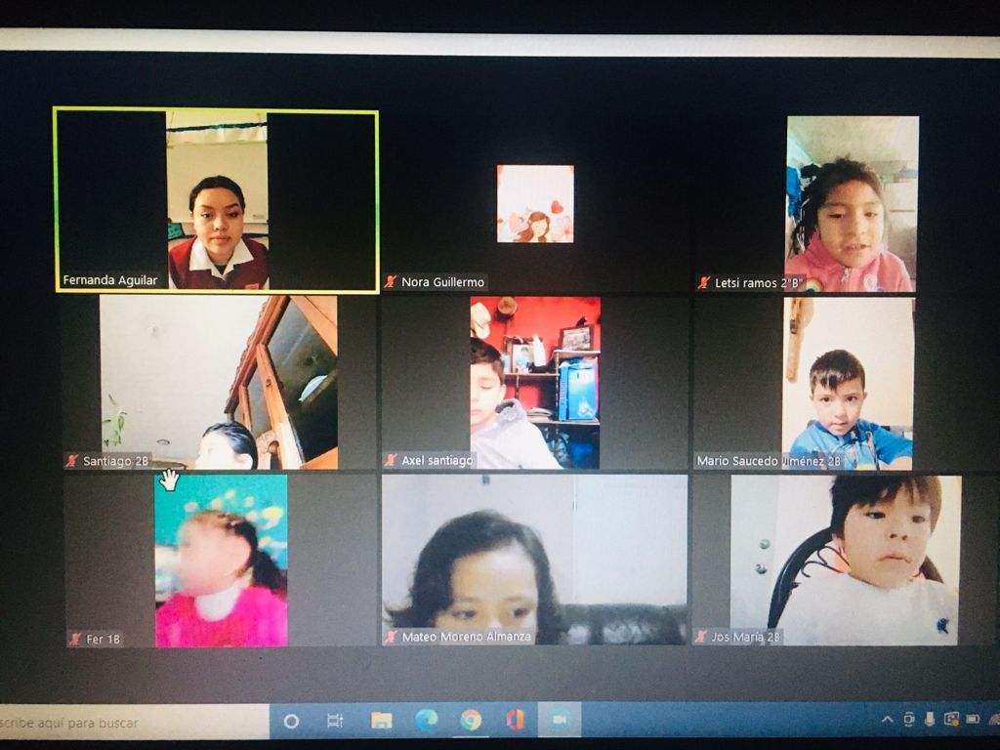 Fernanda Aguilar
Nora Guillermo
Letsi ramos 2"B"
Santiago 2B
Axel santiago
Mario Saucedo Jiménez 2B
Fer 1B
Mateo Moreno Almanza
Jos María 2B
scribe aquí para buscar